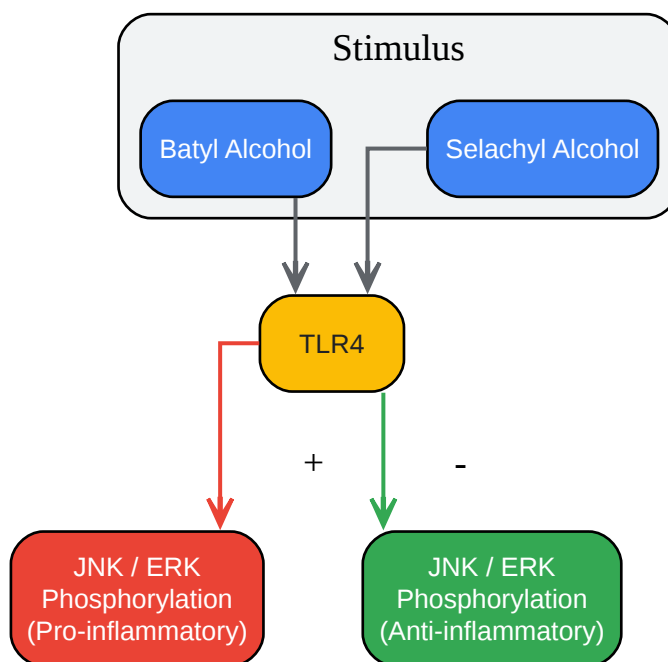 Stimulus
Batyl Alcohol
Selachyl Alcohol
TLR4
+
-
JNK / ERK
Phosphorylation
(Pro-inflammatory)
JNK / ERK
Phosphorylation
(Anti-inflammatory)